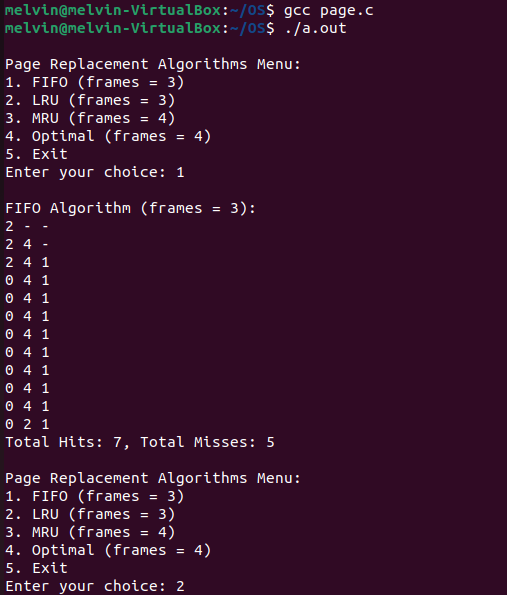 melvin@melvin-VirtualBox:~/OS$ gcc page.c
melvin@melvin-VirtualBox:~/OS$ ./a.out

Page Replacement Algorithms Menu:
1. FIFO (frames = 3)
2. LRU (frames = 3)
3. MRU (frames = 4)
4. Optimal (frames = 4)
5. Exit
Enter your choice: 1

FIFO Algorithm (frames = 3):
2 - -
2 4 -
2 4 1
0 4 1
0 4 1
0 4 1
0 4 1
0 4 1
0 4 1
0 4 1
0 4 1
0 2 1
Total Hits: 7, Total Misses: 5

Page Replacement Algorithms Menu:
1. FIFO (frames = 3)
2. LRU (frames = 3)
3. MRU (frames = 4)
4. Optimal (frames = 4)
5. Exit
Enter your choice: 2